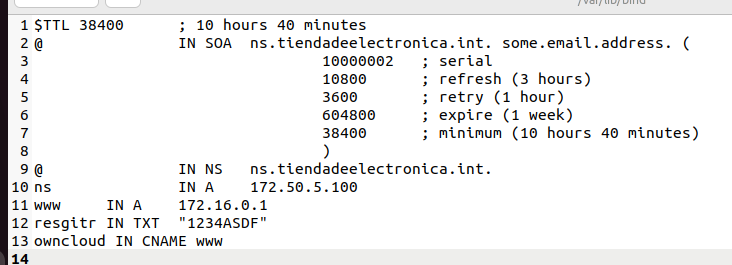 /var/lib/bind
1 $TTL 38400 ; 10 hours 40 minutes
2 @ IN SOA ns.tiendadeelectronica.int. some.email.address. (
3 10000002 ; serial
4 10800 ; refresh (3 hours)
5 3600 ; retry (1 hour)
6 604800 ; expire (1 week)
7 38400 ; minimum (10 hours 40 minutes)
8 )
9 @ IN NS ns.tiendadeelectronica.int.
10 ns IN A 172.50.5.100
11 www IN A 172.16.0.1
12 resgitr IN TXT "1234ASDF"
13 owncloud IN CNAME www
14